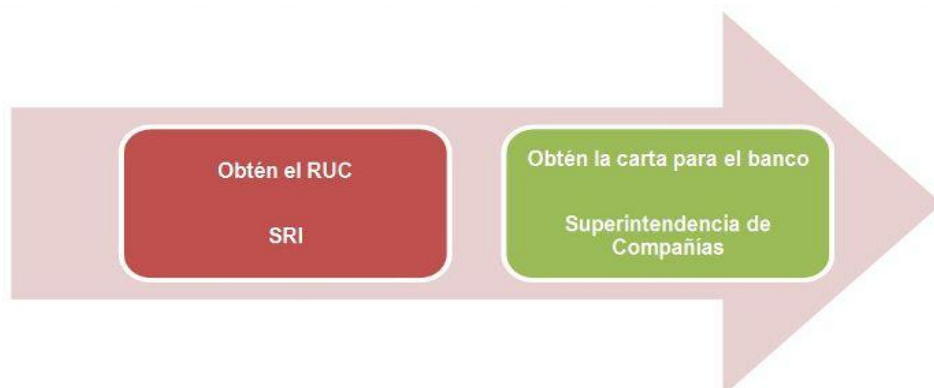 Obtén el RUC
SRI
Obtén la carta para el banco
Superintendencia de
Compañías